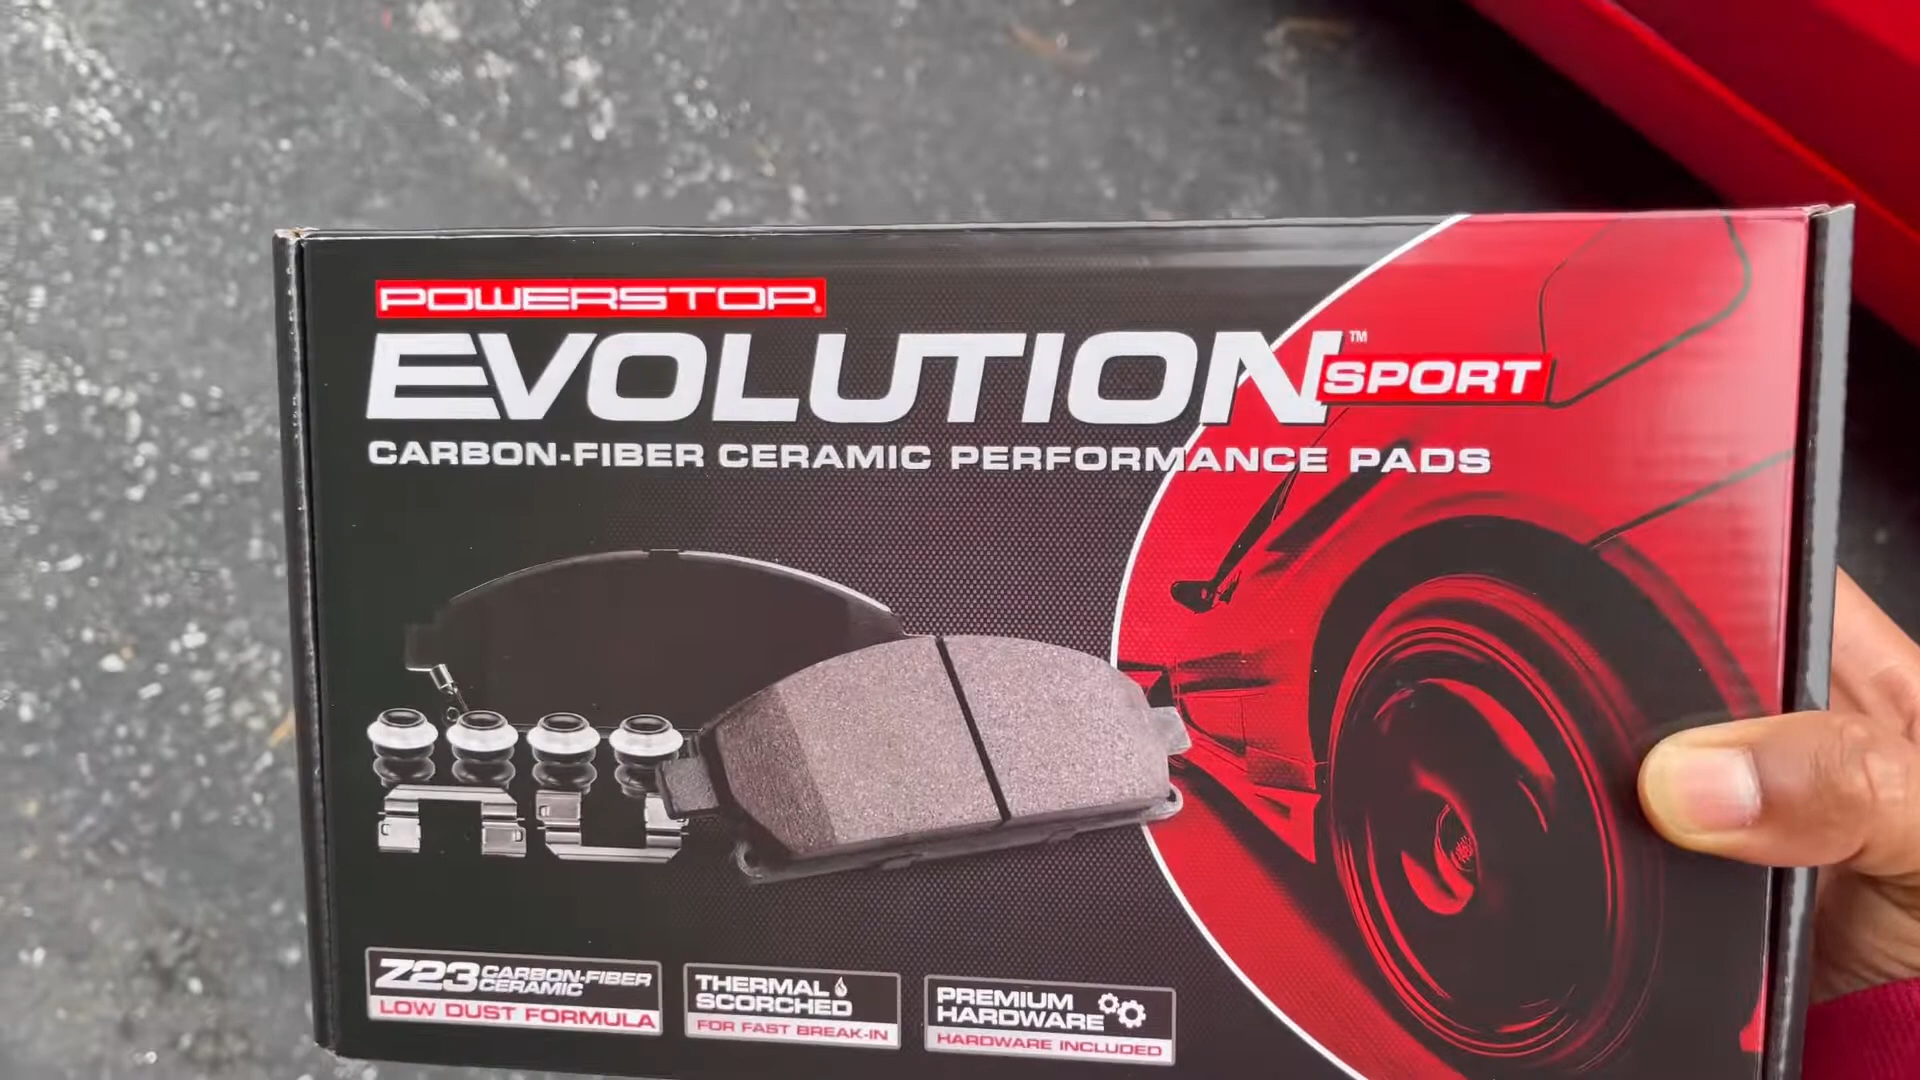 POWERSTOP®
EVOLUTION™ SPORT
CARBON-FIBER CERAMIC PERFORMANCE PADS
Z23 CARBON-FIBER
CERAMIC
LOW DUST FORMULA
THERMAL
SCORCHED
FOR FAST BREAK-IN
PREMIUM
HARDWARE
HARDWARE INCLUDED